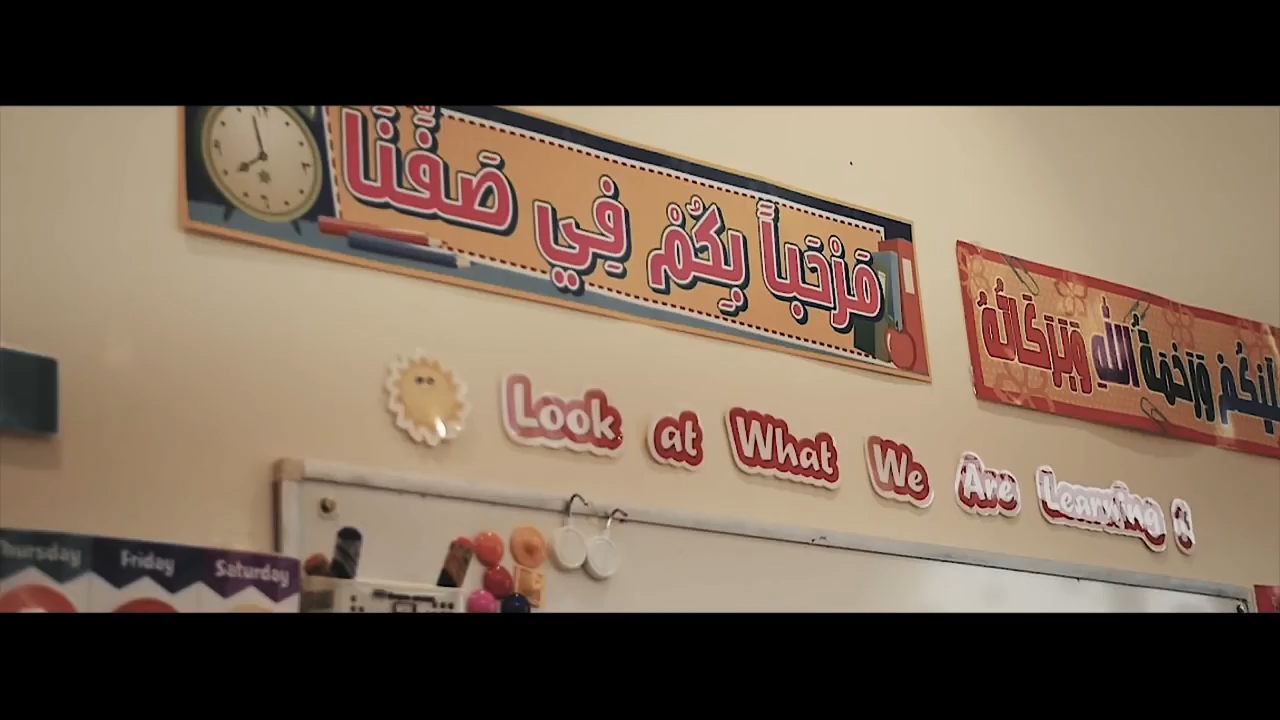 مَرْحَباً بِكُمْ فِي صَفِّنَا
وَرَحْمَةُ اللهِ وَبَرَكَاتُهُ
Look at What We Are Learning
Thursday Friday Saturday